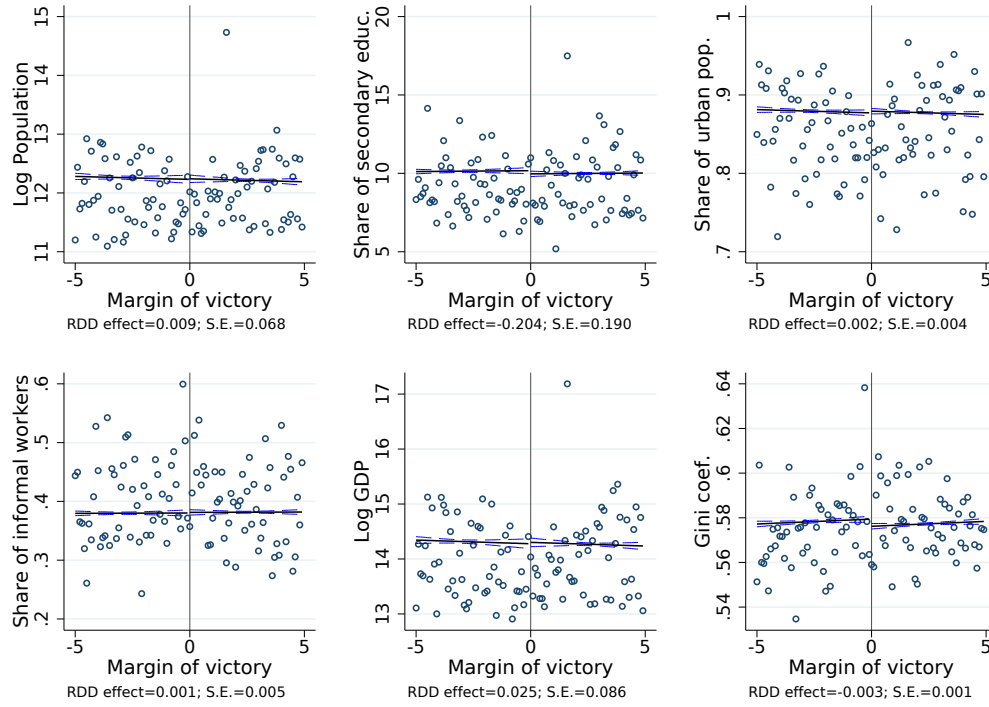 Log Population
11 12 13 14 15
-5 0 5
Margin of victory
RDD effect=0.009; S.E.=0.068
Share of secondary educ.
5 10 15 20
-5 0 5
Margin of victory
RDD effect=-0.204; S.E.=0.190
Share of urban pop.
.7 .8 .9 1
-5 0 5
Margin of victory
RDD effect=0.002; S.E.=0.004
Share of informal workers
.2 .3 .4 .5 .6
-5 0 5
Margin of victory
RDD effect=0.001; S.E.=0.005
Log GDP
13 14 15 16 17
-5 0 5
Margin of victory
RDD effect=0.025; S.E.=0.086
Gini coef.
.54 .56 .58 .6 .62 .64
-5 0 5
Margin of victory
RDD effect=-0.003; S.E.=0.001